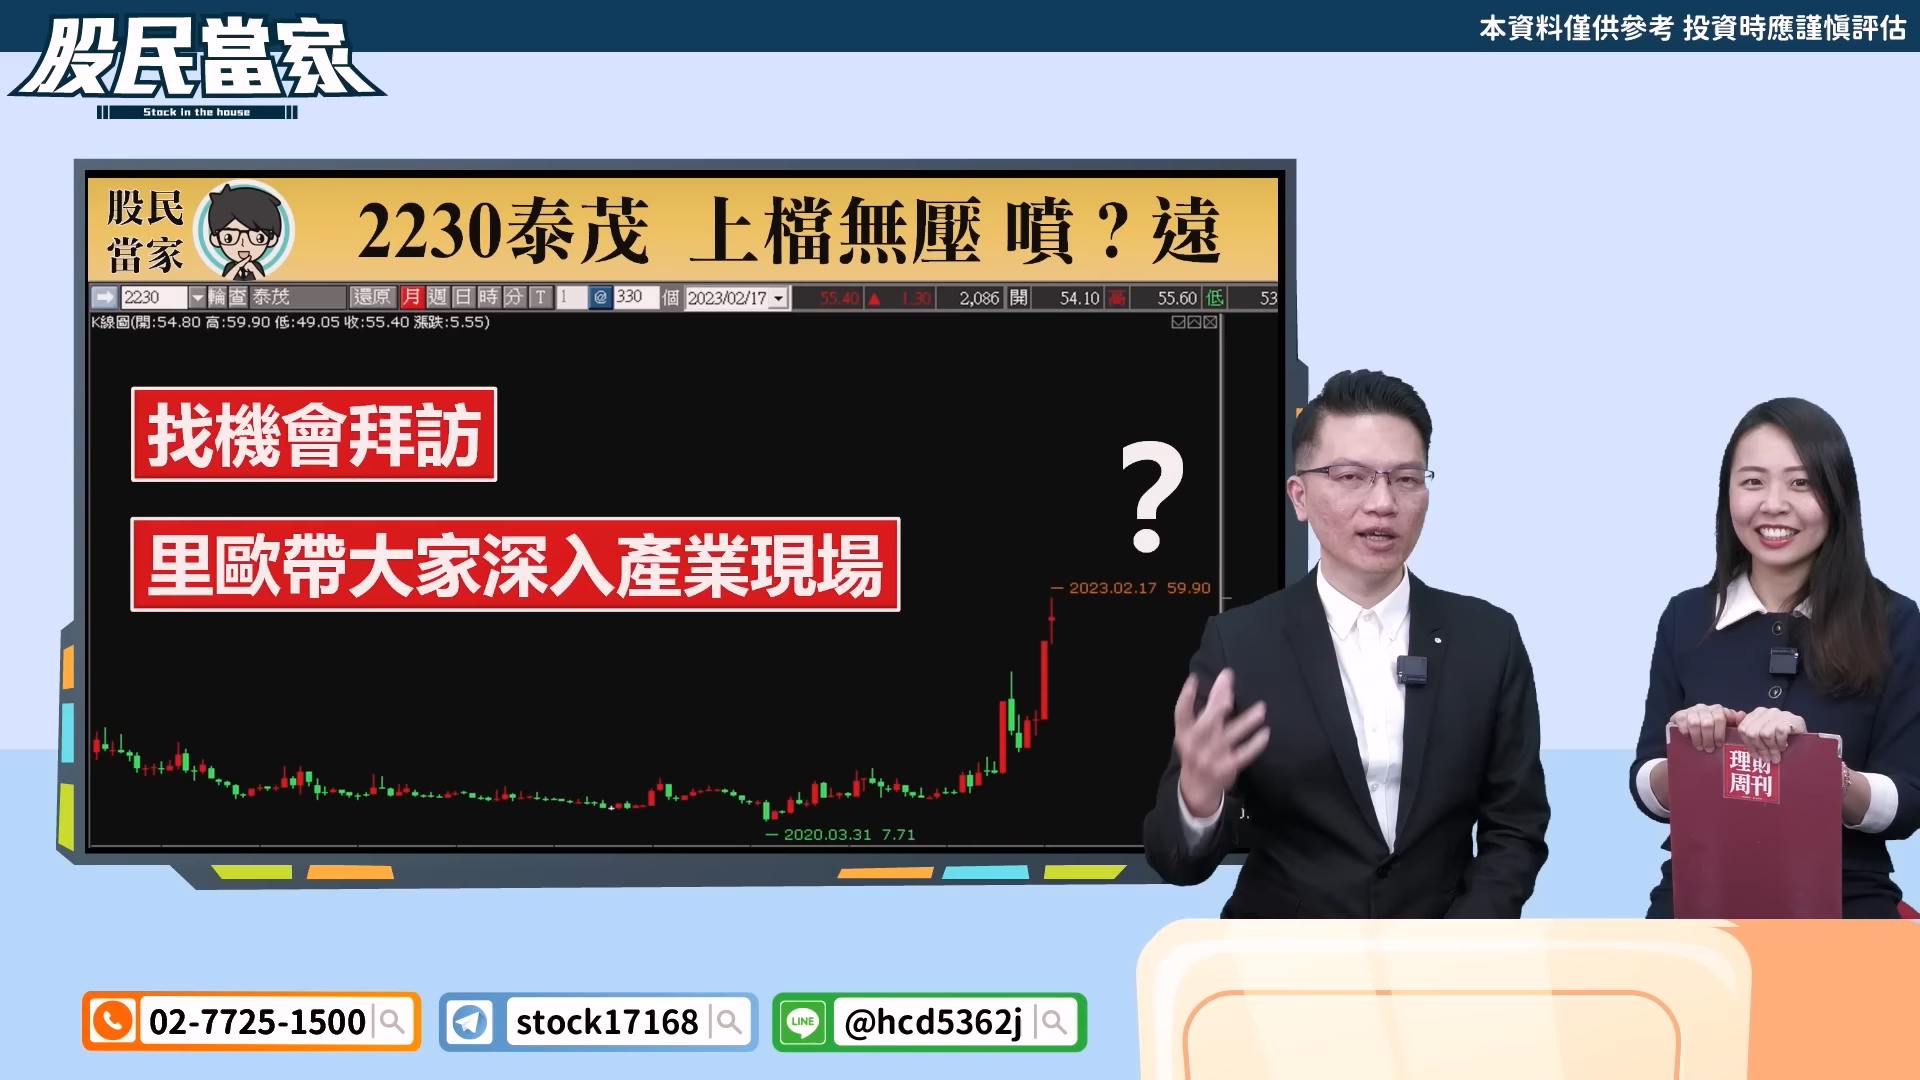 股民當家
Stock in the house
本資料僅供參考 投資時應謹慎評估
股民
當家
2230泰茂 上檔無壓 噴？遠
2230 輪 查 泰茂 還原 月 週 日 時 分 T 1 @ 330 個 2023/02/17 55.40 ▲ 1.30 2,086 開 54.10 高 55.60 低 53
K線圖(開:54.80 高:59.90 低:49.05 收:55.40 漲跌:5.55)
找機會拜訪
?
里歐帶大家深入產業現場
2023.02.17 59.90
2020.03.31 7.71
理財
周刊
02-7725-1500
stock17168
LINE
@hcd5362j